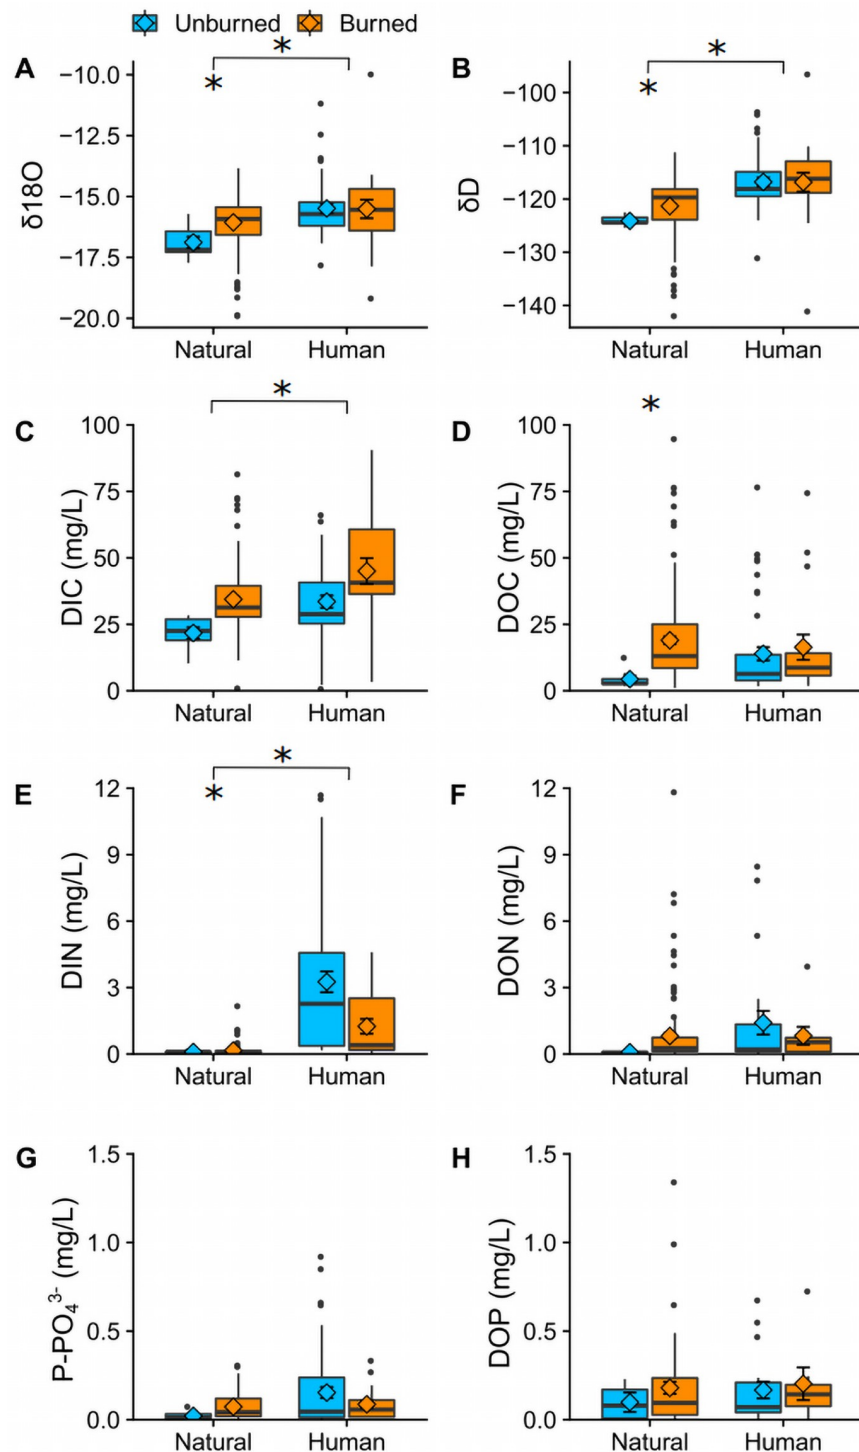 Unburned Burned
A * * B * *
−10.0
−12.5
−15.0
−17.5
−20.0
δ18O
Natural Human
−100
−110
−120
−130
−140
δD
Natural Human
C * D *
100
75
50
25
0
DIC (mg/L)
Natural Human
100
75
50
25
0
DOC (mg/L)
Natural Human
E * * F
12
9
6
3
0
DIN (mg/L)
Natural Human
12
9
6
3
0
DON (mg/L)
Natural Human
G H
1.5
1.0
0.5
0.0
P-PO₄³⁻ (mg/L)
Natural Human
1.5
1.0
0.5
0.0
DOP (mg/L)
Natural Human